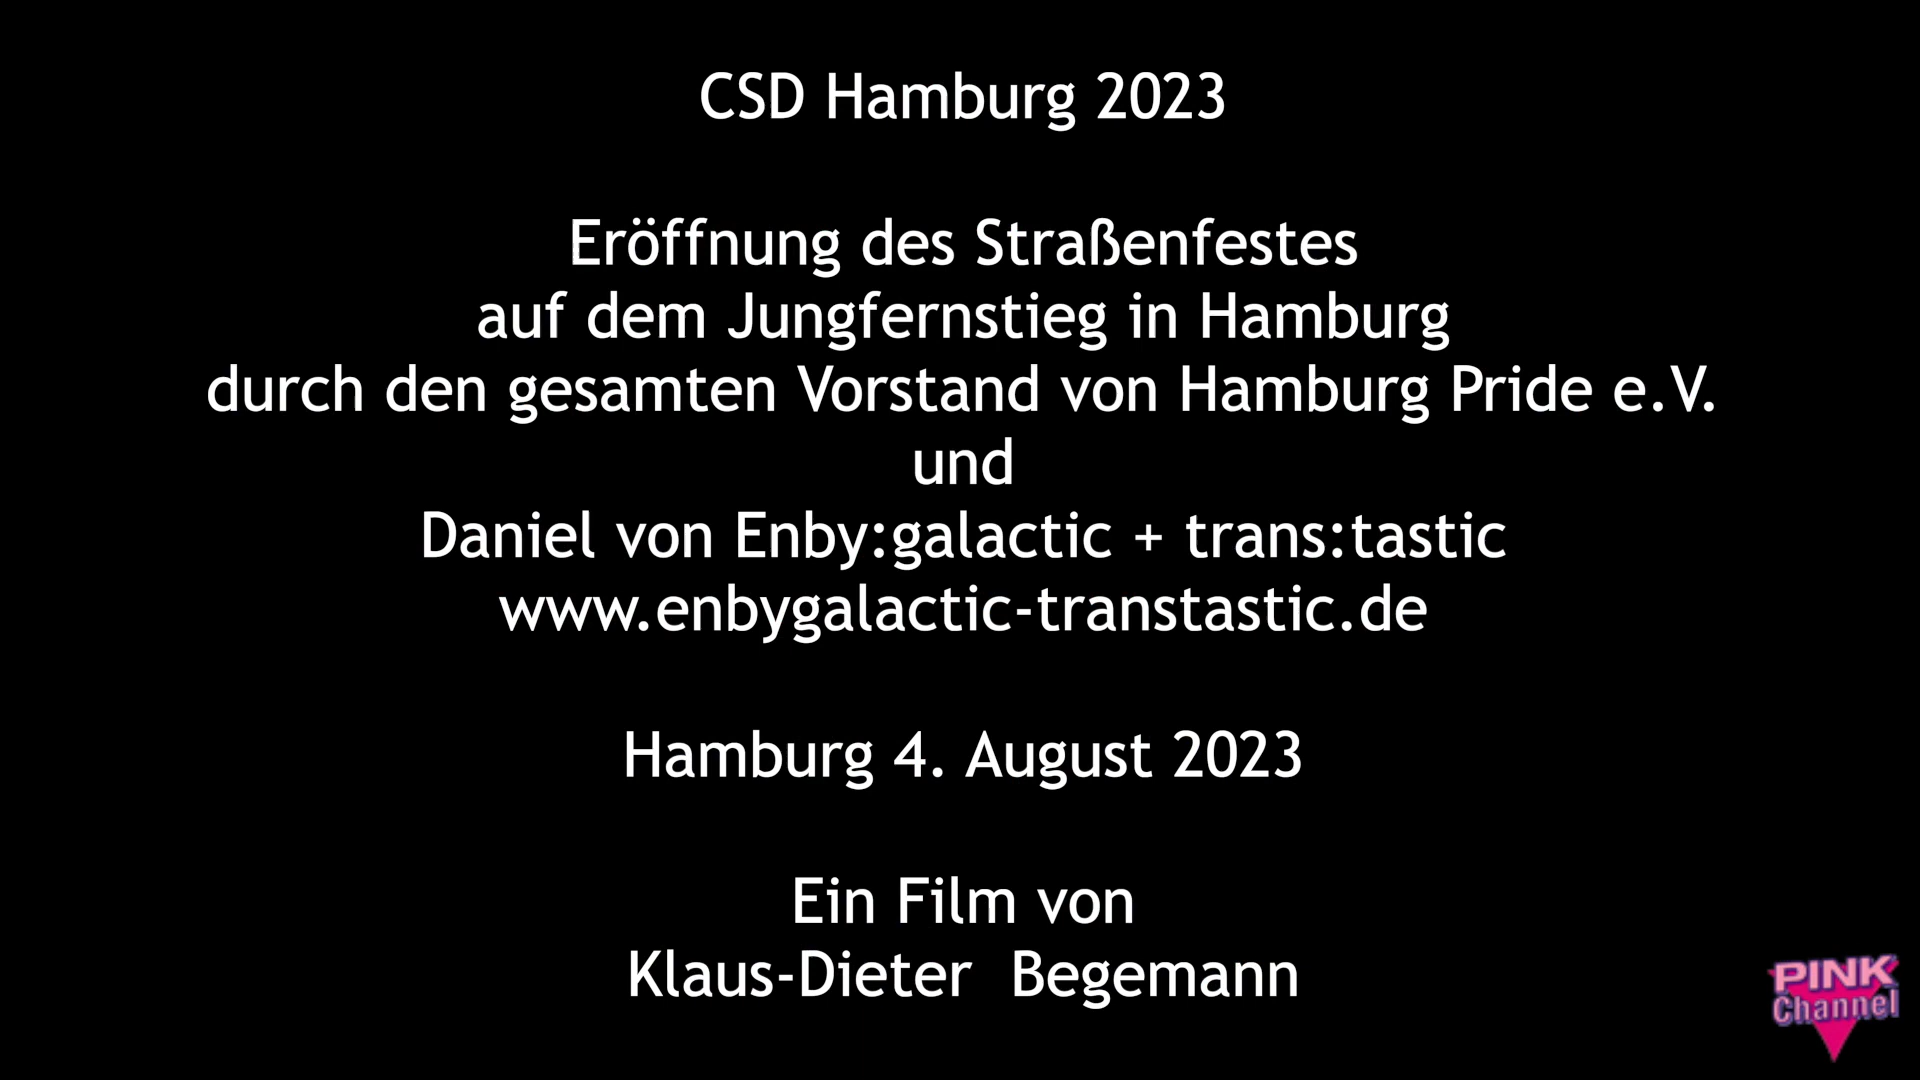 CSD Hamburg 2023
Eröffnung des Straßenfestes
auf dem Jungfernstieg in Hamburg
durch den gesamten Vorstand von Hamburg Pride e.V.
und
Daniel von Enby:galactic + trans:tastic
www.enbygalactic-transtastic.de
Hamburg 4. August 2023
Ein Film von
Klaus-Dieter  Begemann
PINK
Channel